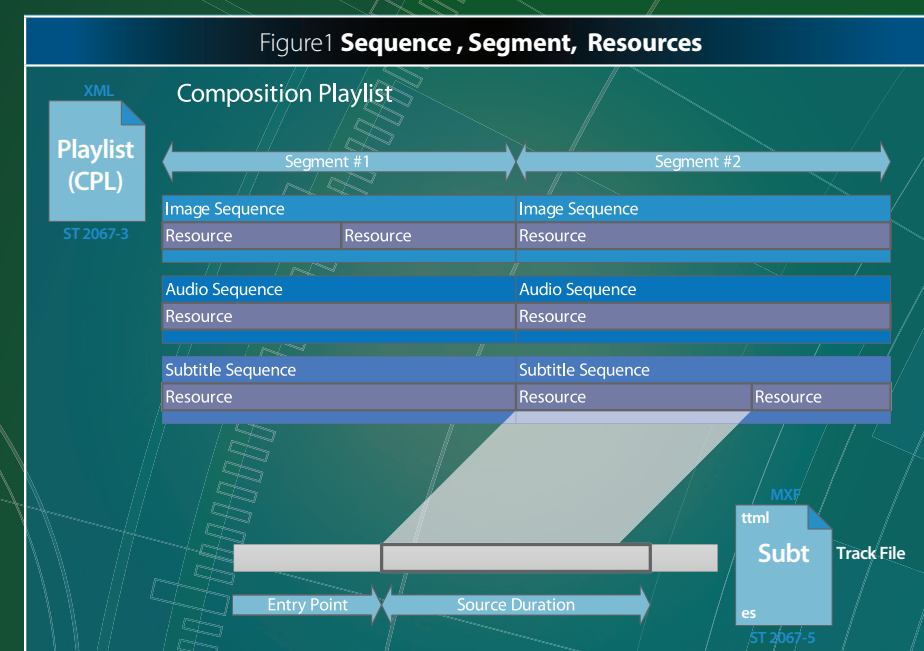 Figure1 Sequence , Segment, Resources
XML
Composition Playlist
Playlist
(CPL)
ST 2067-3
Segment #1
Segment #2
Image Sequence
Image Sequence
Resource
Resource
Resource
Audio Sequence
Audio Sequence
Resource
Resource
Subtitle Sequence
Subtitle Sequence
Resource
Resource
Resource
MXF
ttml
Subt
Track File
es
ST 2067-5
Entry Point
Source Duration